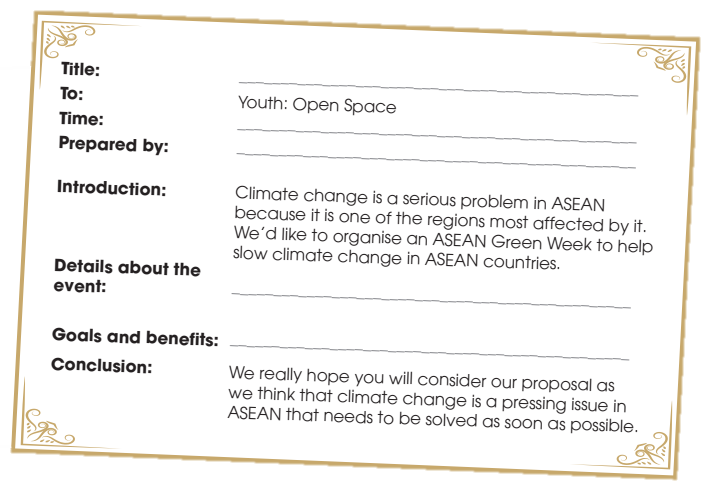 Title:
To: Youth: Open Space
Time:
Prepared by:
Introduction: Climate change is a serious problem in ASEAN
because it is one of the regions most affected by it.
We'd like to organise an ASEAN Green Week to help
slow climate change in ASEAN countries.
Details about the
event:
Goals and benefits:
Conclusion: We really hope you will consider our proposal as
we think that climate change is a pressing issue in
ASEAN that needs to be solved as soon as possible.